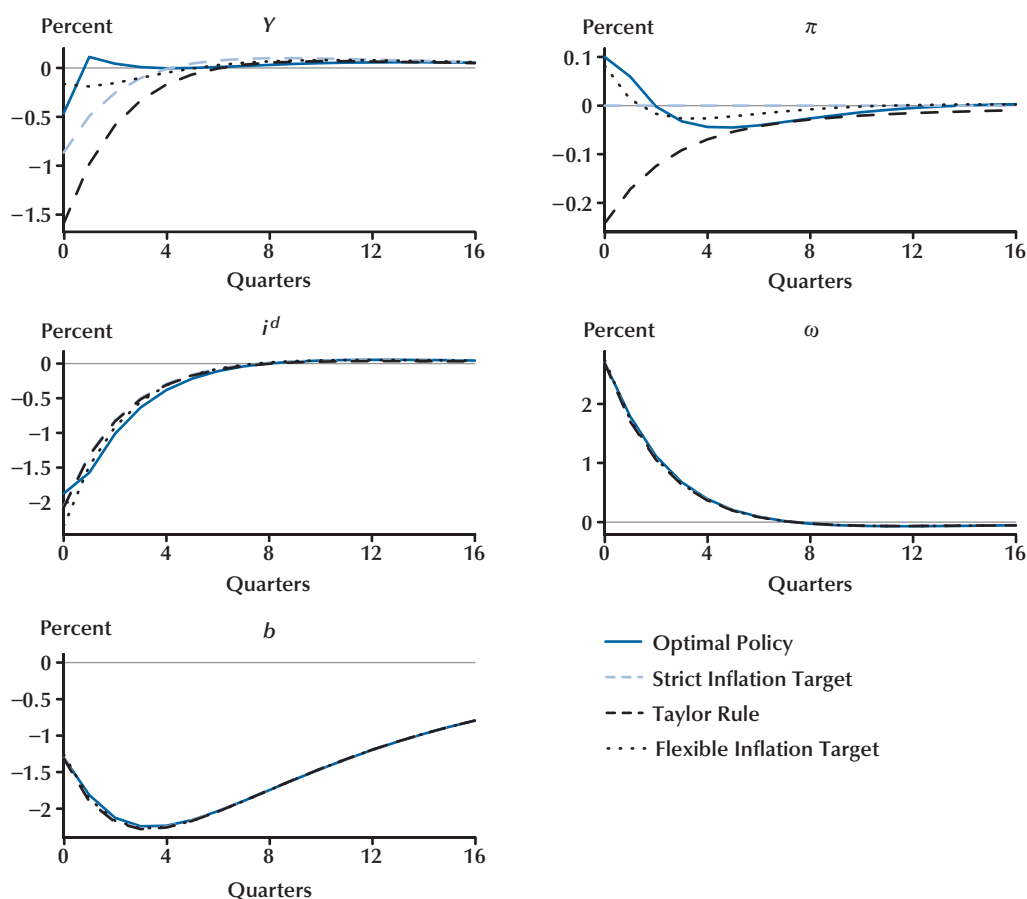 Percent
Y
0
−0.5
−1
−1.5
0 4 8 12 16
Quarters
Percent
π
0.1
0
−0.1
−0.2
0 4 8 12 16
Quarters
Percent
i^d
0
−0.5
−1
−1.5
−2
0 4 8 12 16
Quarters
Percent
ω
2
1
0
0 4 8 12 16
Quarters
Percent
b
0
−0.5
−1
−1.5
−2
0 4 8 12 16
Quarters
Optimal Policy
Strict Inflation Target
Taylor Rule
Flexible Inflation Target